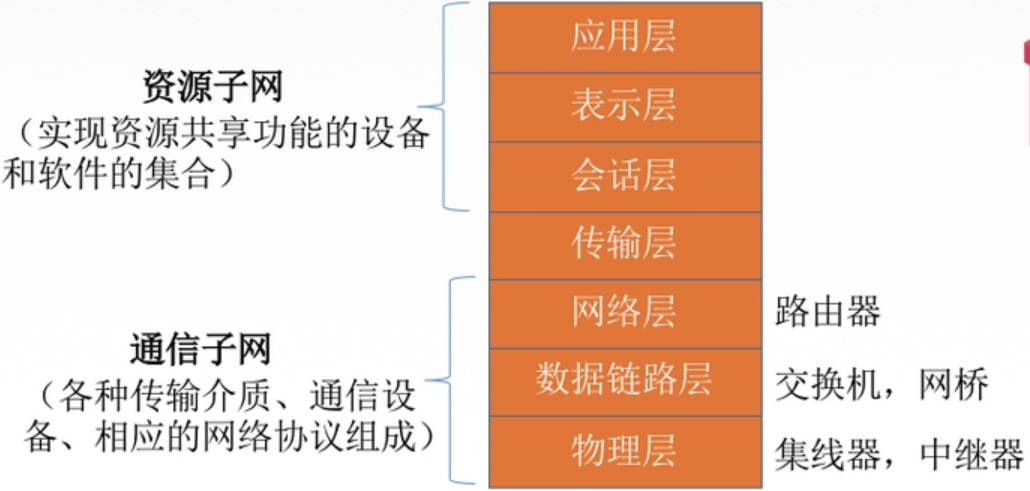 应用层
资源子网
（实现资源共享功能的设备
和软件的集合）
表示层
会话层
传输层
通信子网
（各种传输介质、通信设
备、相应的网络协议组成）
网络层
路由器
数据链路层
交换机，网桥
物理层
集线器，中继器